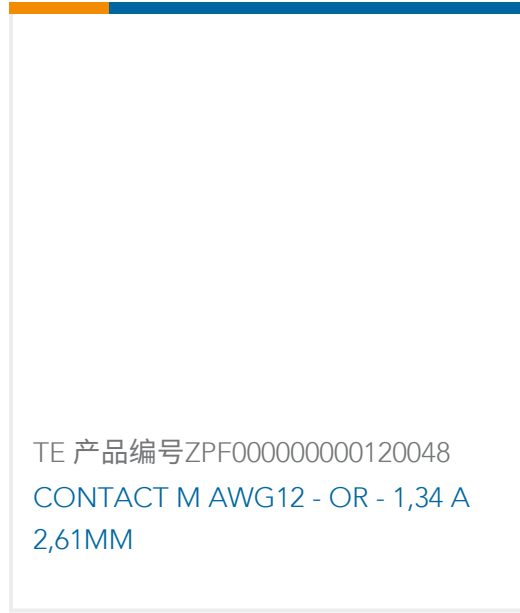 TE 产品编号ZPF000000000120048
CONTACT M AWG12 - OR - 1,34 A
2,61MM